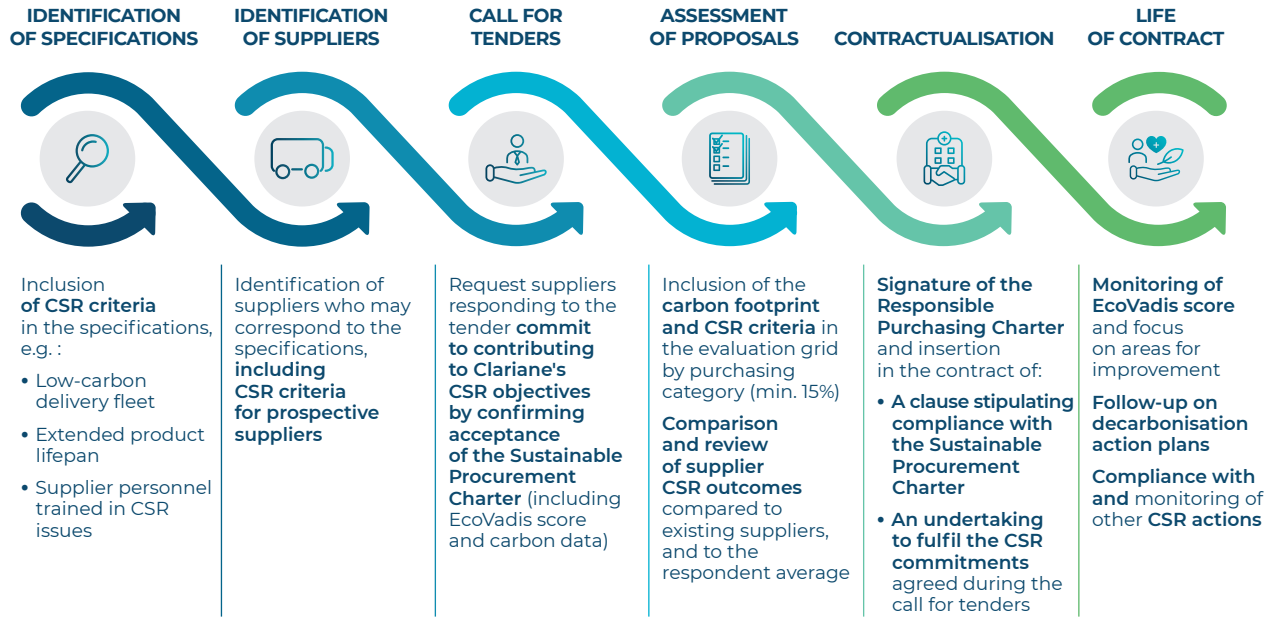 IDENTIFICATION
OF SPECIFICATIONS
IDENTIFICATION
OF SUPPLIERS
CALL FOR
TENDERS
ASSESSMENT
OF PROPOSALS
CONTRACTUALISATION
LIFE
OF CONTRACT
Inclusion
of CSR criteria
in the specifications,
e.g. :
• Low-carbon
delivery fleet
• Extended product
lifepan
• Supplier personnel
trained in CSR
issues
Identification of
suppliers who may
correspond to the
specifications,
including
CSR criteria
for prospective
suppliers
Request suppliers
responding to the
tender commit
to contributing
to Clariane's
CSR objectives
by confirming
acceptance
of the Sustainable
Procurement
Charter (including
EcoVadis score
and carbon data)
Inclusion of the
carbon footprint
and CSR criteria in
the evaluation grid
by purchasing
category (min. 15%)
Comparison
and review
of supplier
CSR outcomes
compared to
existing suppliers,
and to the
respondent average
Signature of the
Responsible
Purchasing Charter
and insertion
in the contract of:
• A clause stipulating
compliance with
the Sustainable
Procurement
Charter
• An undertaking
to fulfil the CSR
commitments
agreed during the
call for tenders
Monitoring of
EcoVadis score
and focus
on areas for
improvement
Follow-up on
decarbonisation
action plans
Compliance with
and monitoring of
other CSR actions